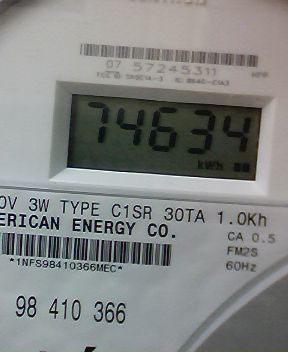 07 57245311
74634
kWh
0V 3W TYPE C1SR 30TA 1.0Kh
ERICAN ENERGY CO.
CA 0.5
FM2S
*1NFS98410366MEC*
60Hz
98 410 366